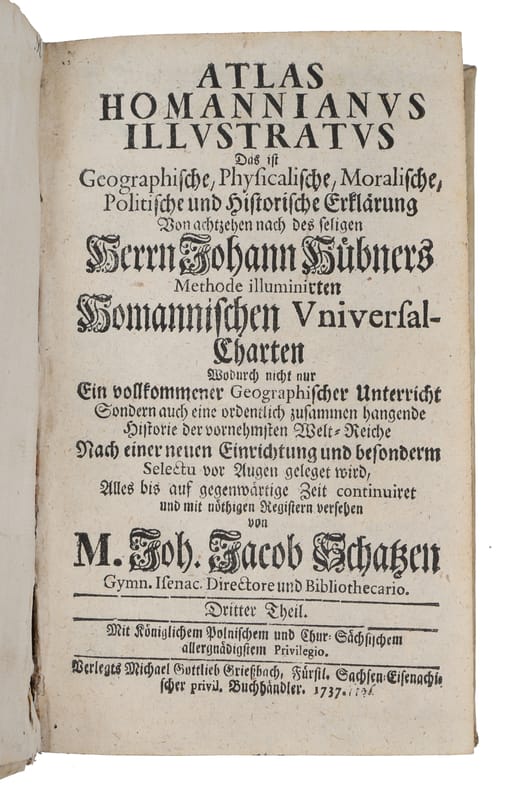 ATLAS
HOMANNIANVS
ILLVSTRATVS
Das ist
Geographische, Physicalische, Moralische,
Politische und Historische Erklärung
Von achtzehen nach des seligen
Herrn Johann Hübners
Methode illuminirten
Homannischen Vniversal-
Charten
Wodurch nicht nur
Ein vollkommener Geographischer Unterricht
Sondern auch eine ordentlich zusammen hangende
Historie der vornehmsten Welt-Reiche
Nach einer neuen Einrichtung und besonderm
Selectu vor Augen geleget wird,
Alles bis auf gegenwärtige Zeit continuiret
und mit nöthigen Registern versehen
von
M. Joh. Jacob Schatzen
Gymn. Isenac. Directore und Bibliothecario.
Dritter Theil.
Mit Königlichem Polnischem und Chur-Sächsischem
allergnädigstem Privilegio.
Verlegts Michael Gottlieb Grießbach, Fürstl. Sachsen-Eisenachi-
scher privil. Buchhändler. 1737.